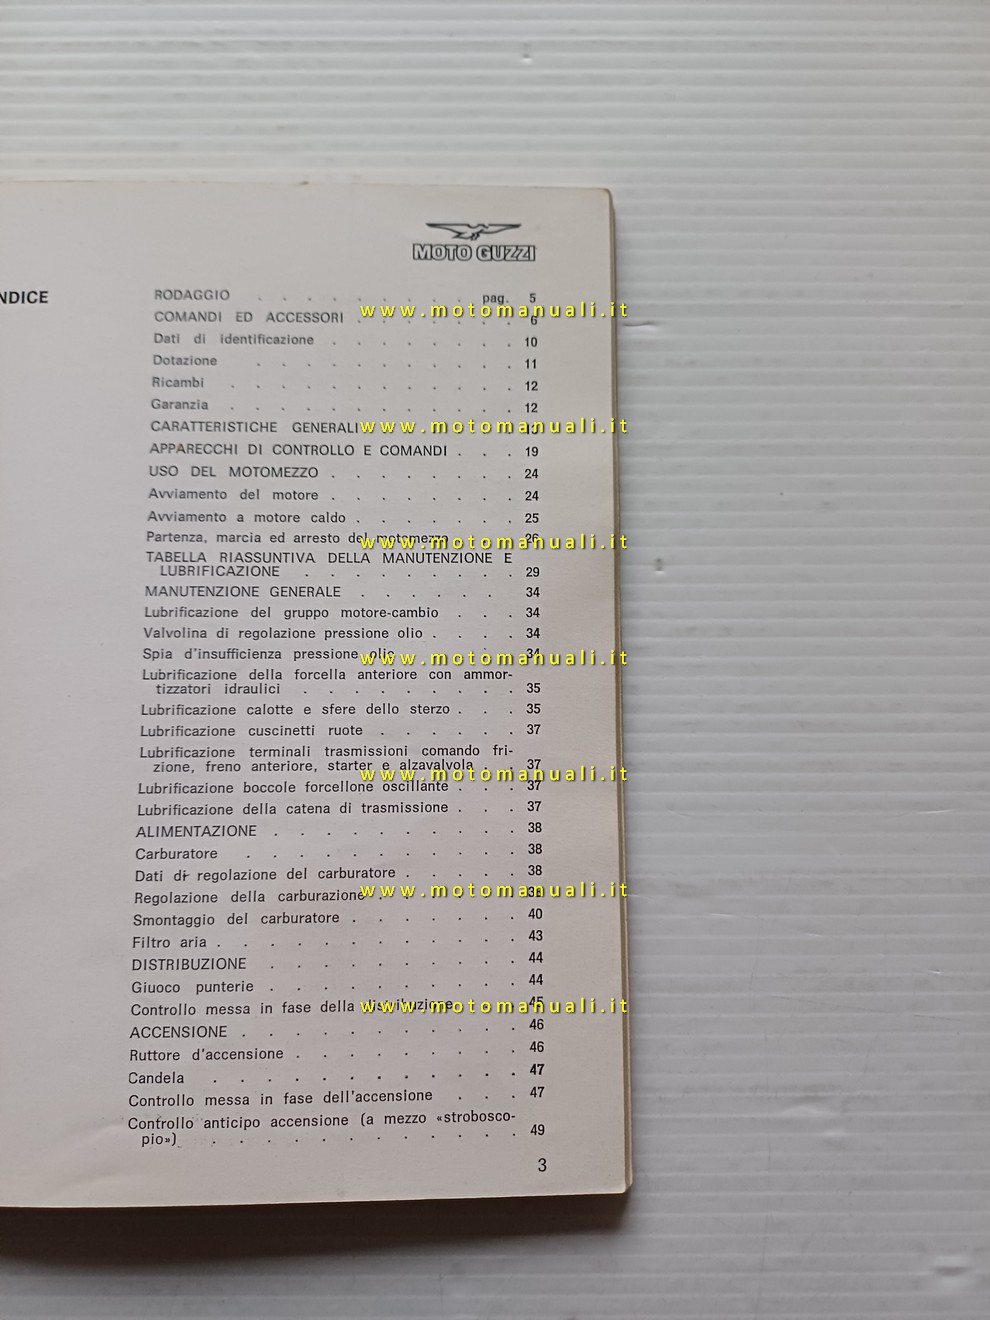 MOTO GUZZI
NDICE
RODAGGIO . . . . . . . . . pag. 5
www.motomanuali.it
COMANDI ED ACCESSORI . . . . . . . 6
Dati di identificazione . . . . . . . . 10
Dotazione . . . . . . . . . . 11
Ricambi . . . . . . . . . . . 12
Garanzia . . . . . . . . . . . 12
CARATTERISTICHE GENERALI
www.motomanuali.it
APPARECCHI DI CONTROLLO E COMANDI . . . 19
USO DEL MOTOMEZZO . . . . . . . . 24
Avviamento del motore . . . . . . . . 24
Avviamento a motore caldo . . . . . . . 25
Partenza, marcia ed arresto del motomezzo . . . 26
www.motomanuali.it
TABELLA RIASSUNTIVA DELLA MANUTENZIONE E
LUBRIFICAZIONE . . . . . . . . . 29
MANUTENZIONE GENERALE . . . . . . 34
Lubrificazione del gruppo motore-cambio . . . 34
Valvolina di regolazione pressione olio . . . . 34
Spia d'insufficienza pressione olio . . . . . 34
www.motomanuali.it
Lubrificazione della forcella anteriore con ammor-
tizzatori idraulici . . . . . . . . . 35
Lubrificazione calotte e sfere dello sterzo . . . 35
Lubrificazione cuscinetti ruote . . . . . . 37
Lubrificazione terminali trasmissioni comando fri-
zione, freno anteriore, starter e alzavalvola . . 37
www.motomanuali.it
Lubrificazione boccole forcellone oscillante . . . 37
Lubrificazione della catena di trasmissione . . . 37
ALIMENTAZIONE . . . . . . . . . . 38
Carburatore . . . . . . . . . . . 38
Dati di regolazione del carburatore . . . . . 38
Regolazione della carburazione . . . . . .
www.motomanuali.it
Smontaggio del carburatore . . . . . . . 40
Filtro aria . . . . . . . . . . . . 43
DISTRIBUZIONE . . . . . . . . . . 44
Giuoco punterie . . . . . . . . . . 44
Controllo messa in fase della distribuzione . . . 45
www.motomanuali.it
ACCENSIONE . . . . . . . . . . . 46
Ruttore d'accensione . . . . . . . . . 46
Candela . . . . . . . . . . . . 47
Controllo messa in fase dell'accensione . . . 47
Controllo anticipo accensione (a mezzo «strobosco-
pio») . . . . . . . . . . . . 49
3